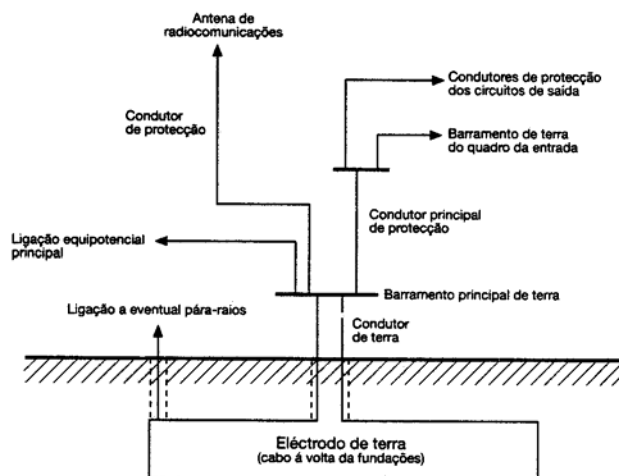 Antena de
radiocomunicações
Condutores de protecção
dos circuitos de saída
Condutor
de protecção
Barramento de terra
do quadro da entrada
Condutor principal
de protecção
Ligação equipotencial
principal
Barramento principal de terra
Ligação a eventual pára-raios
Condutor
de terra
Eléctrodo de terra
(cabo á volta da fundações)